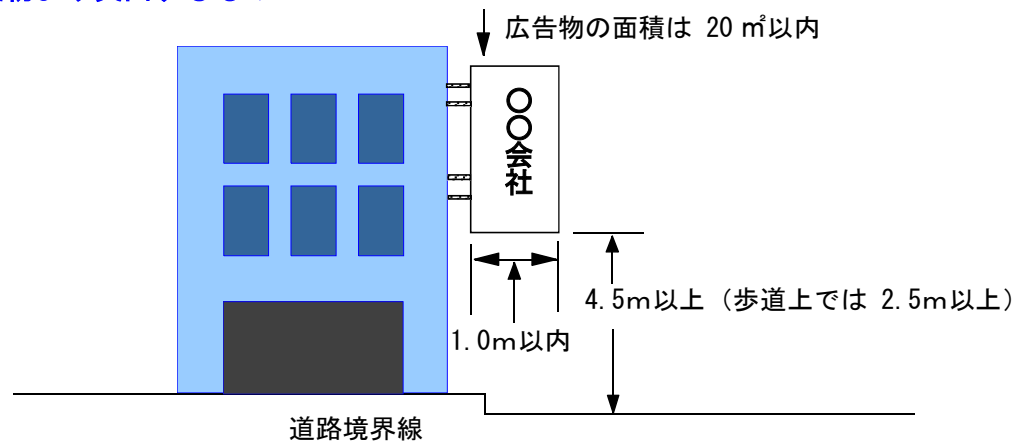 広告物の面積は 20 ㎡以内
〇〇会社
4.5m以上（歩道上では 2.5m以上）
1.0m以内
道路境界線